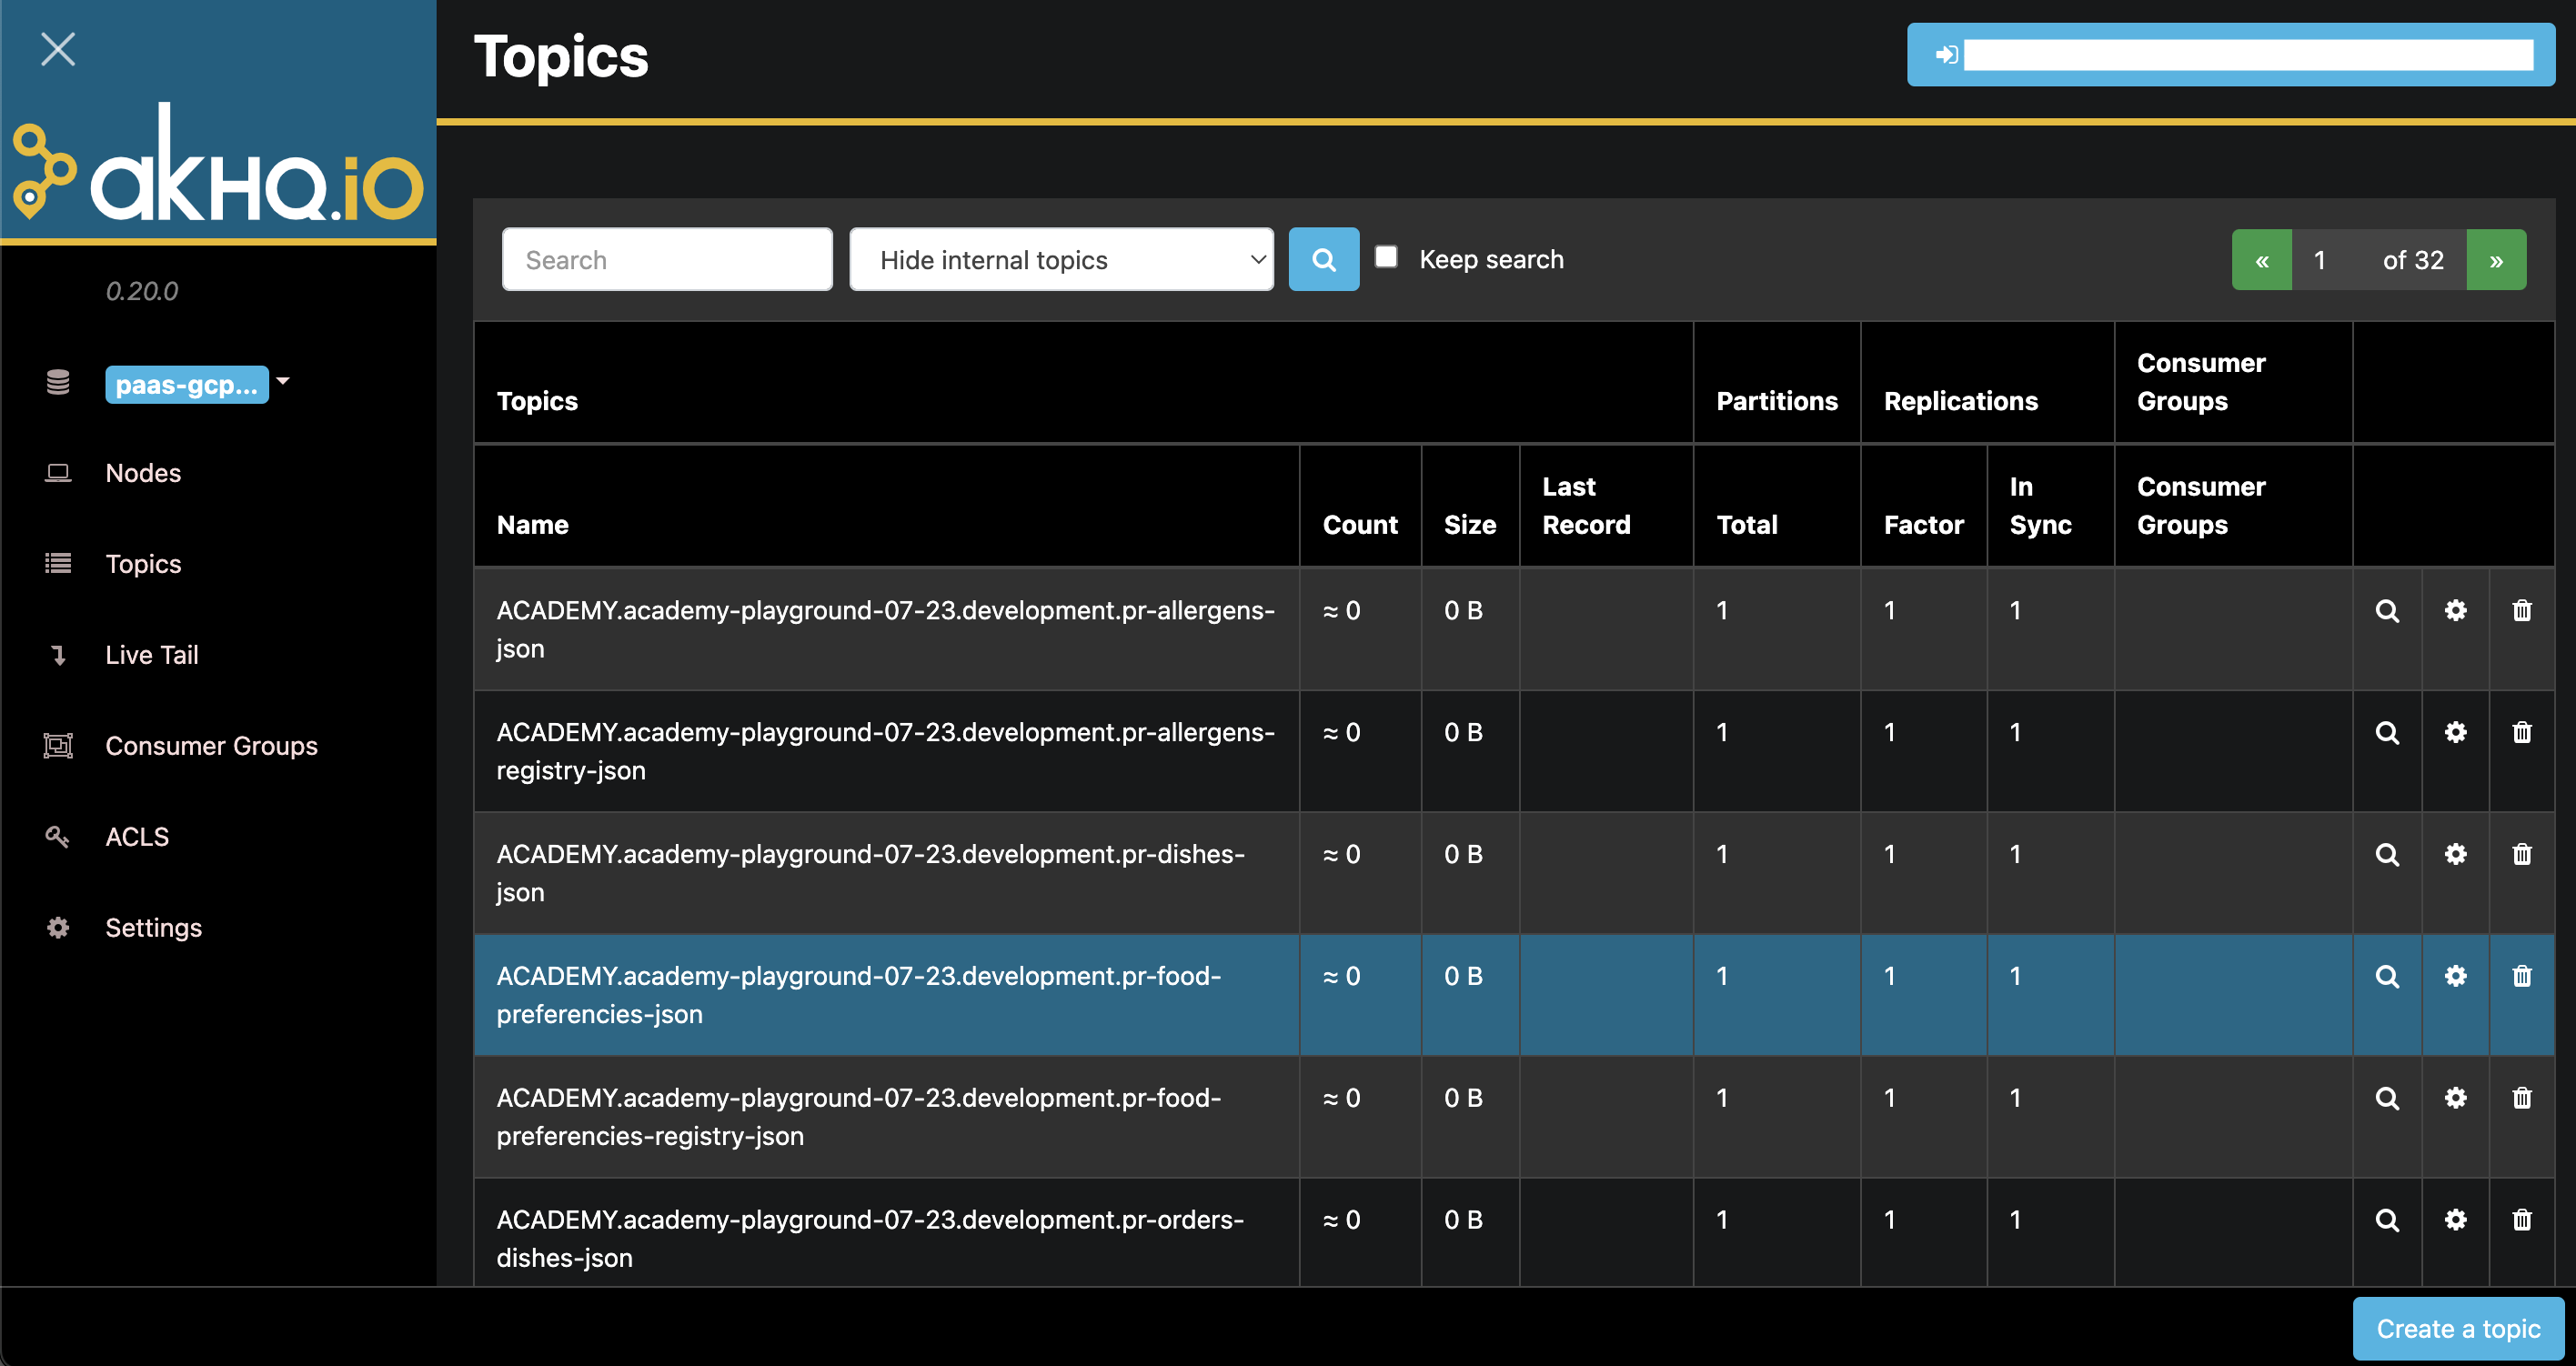 Topics
akHQ.io
0.20.0
paas-gcp...
Nodes
Topics
Live Tail
Consumer Groups
ACLS
Settings
Search
Hide internal topics
Keep search
« 1 of 32 »
Topics Partitions Replications Consumer
Groups
Name Count Size Last
Record Total Factor In
Sync Consumer
Groups
ACADEMY.academy-playground-07-23.development.pr-allergens- ≈ 0 0 B 1 1 1
json
ACADEMY.academy-playground-07-23.development.pr-allergens- ≈ 0 0 B 1 1 1
registry-json
ACADEMY.academy-playground-07-23.development.pr-dishes- ≈ 0 0 B 1 1 1
json
ACADEMY.academy-playground-07-23.development.pr-food- ≈ 0 0 B 1 1 1
preferencies-json
ACADEMY.academy-playground-07-23.development.pr-food- ≈ 0 0 B 1 1 1
preferencies-registry-json
ACADEMY.academy-playground-07-23.development.pr-orders- ≈ 0 0 B 1 1 1
dishes-json
Create a topic